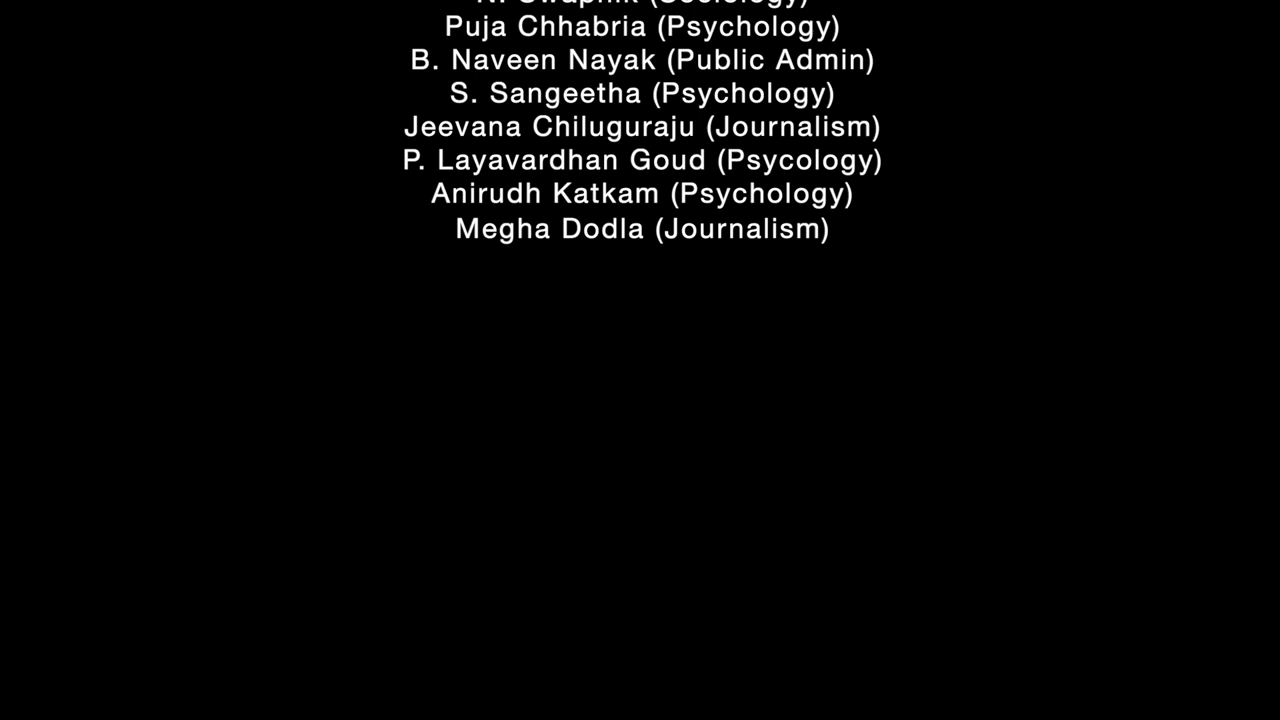 Puja Chhabria (Psychology)
B. Naveen Nayak (Public Admin)
S. Sangeetha (Psychology)
Jeevana Chiluguraju (Journalism)
P. Layavardhan Goud (Psycology)
Anirudh Katkam (Psychology)
Megha Dodla (Journalism)